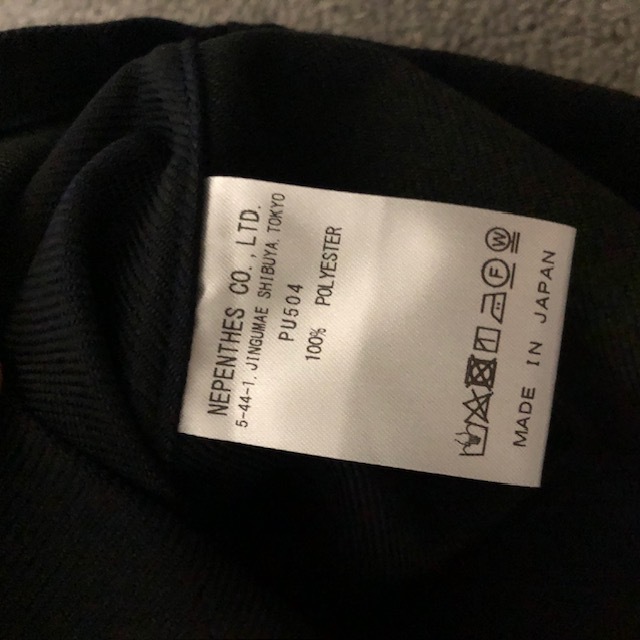 NEPENTHES CO.,LTD.
5-44-1,JINGUMAE SHIBUYA,TOKYO
PU504
100% POLYESTER
F W
MADE IN JAPAN